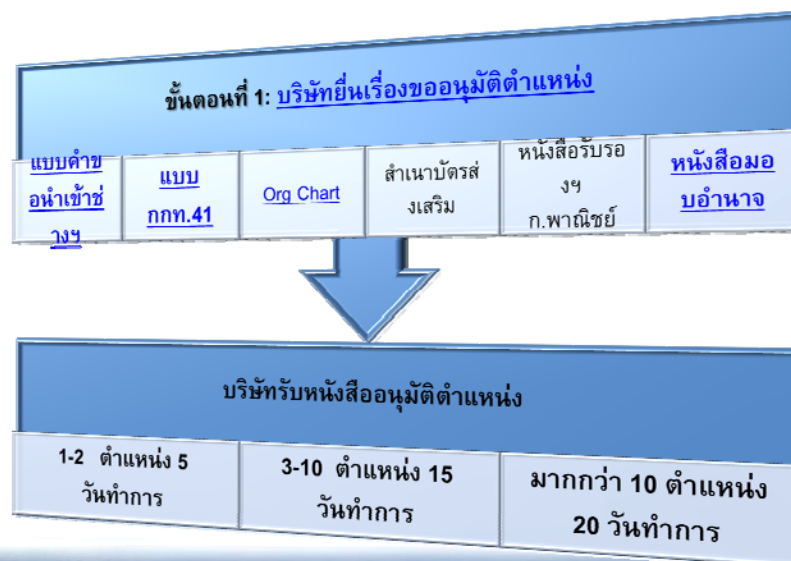 ขั้นตอนที่ 1: บริษัทยื่นเรื่องขออนุมัติตำแหน่ง
แบบคำข
อนำเข้าช่
างฯ
แบบ
กกท.41
Org Chart
สำเนาบัตรส่
งเสริม
หนังสือรับรอ
งฯ
ก.พาณิชย์
หนังสือมอ
บอำนาจ
บริษัทรับหนังสืออนุมัติตำแหน่ง
1-2 ตำแหน่ง 5
วันทำการ
3-10 ตำแหน่ง 15
วันทำการ
มากกว่า 10 ตำแหน่ง
20 วันทำการ